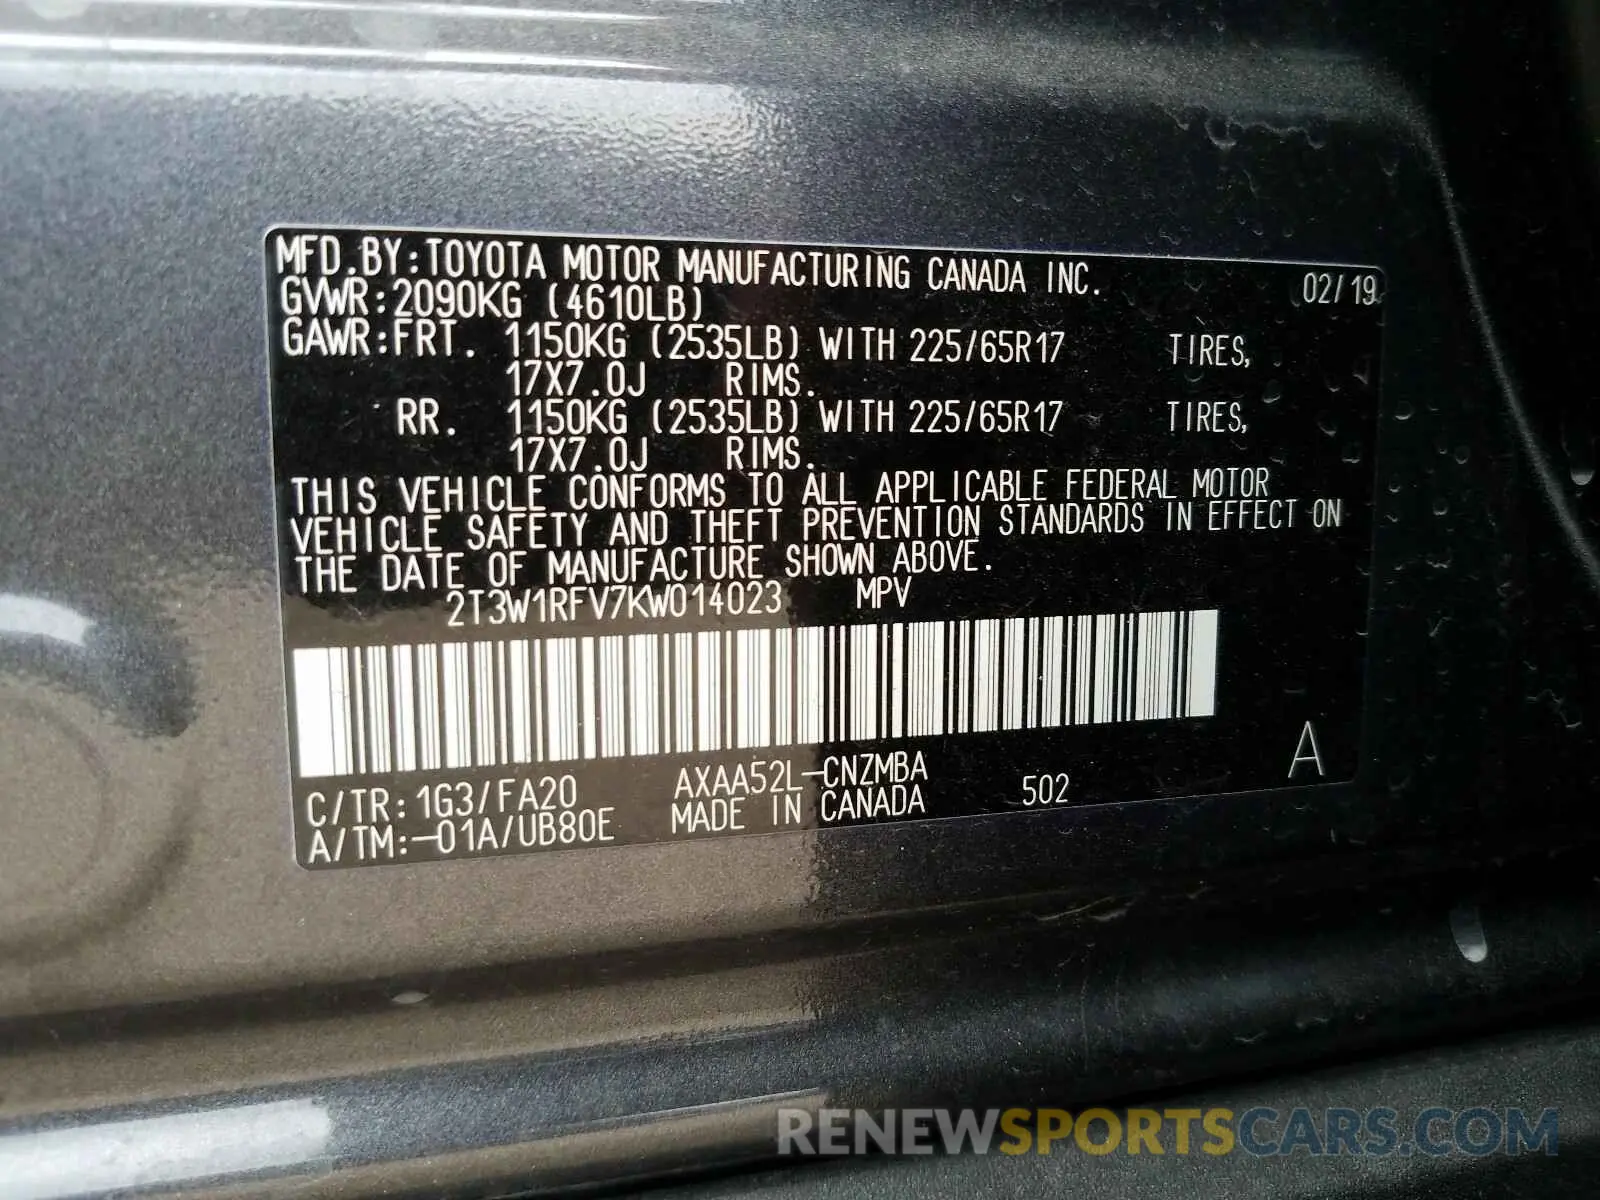 MFD.BY:TOYOTA MOTOR MANUFACTURING CANADA INC. 02/19
GVWR:2090KG (4610LB)
GAWR:FRT. 1150KG (2535LB) WITH 225/65R17 TIRES,
17X7.0J RIMS.
RR. 1150KG (2535LB) WITH 225/65R17 TIRES,
17X7.0J RIMS.
THIS VEHICLE CONFORMS TO ALL APPLICABLE FEDERAL MOTOR
VEHICLE SAFETY AND THEFT PREVENTION STANDARDS IN EFFECT ON
THE DATE OF MANUFACTURE SHOWN ABOVE.
2T3W1RFV7KW014023 MPV
C/TR:1G3/FA20 AXAA52L-CNZMBA 502 A
A/TM:-01A/UB80E MADE IN CANADA
RENEWSPORTSCARS.COM